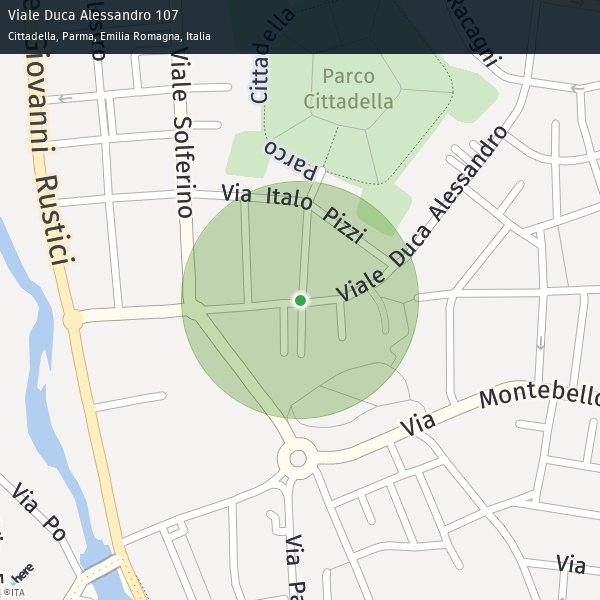 Viale Duca Alessandro 107
Cittadella, Parma, Emilia Romagna, Italia
Giovanni Rustici
Viale Solferino
Cittadella
Parco
Racagni
Parco
Cittadella
Via Italo Pizzi
Viale Duca Alessandro
Via Montebello
Via Po
Via
Via
here
©ITA